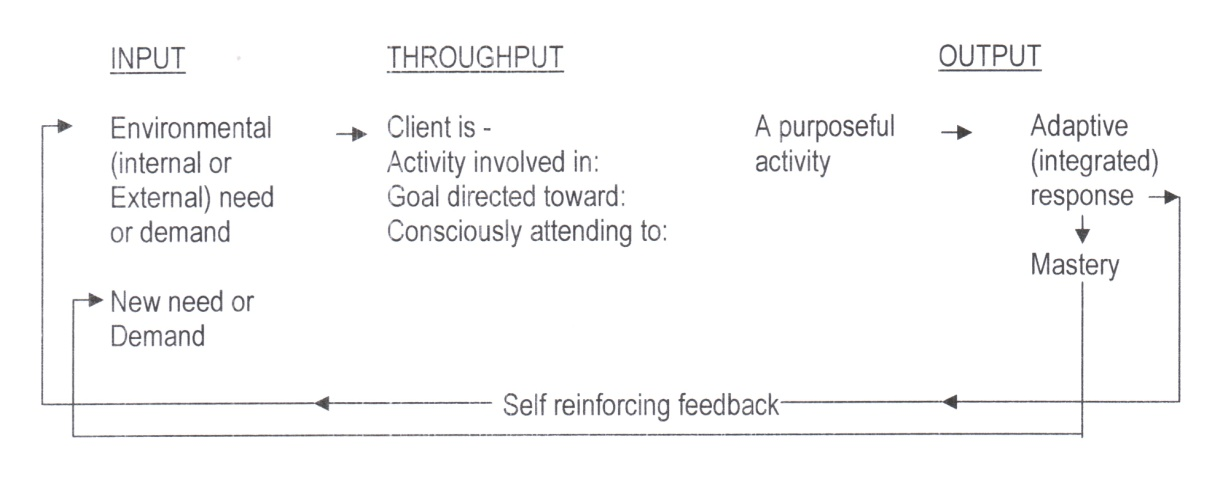 INPUT
THROUGHPUT
OUTPUT
Environmental
(internal or
External) need
or demand
Client is -
Activity involved in:
Goal directed toward:
Consciously attending to:
A purposeful
activity
Adaptive
(integrated)
response
Mastery
New need or
Demand
Self reinforcing feedback